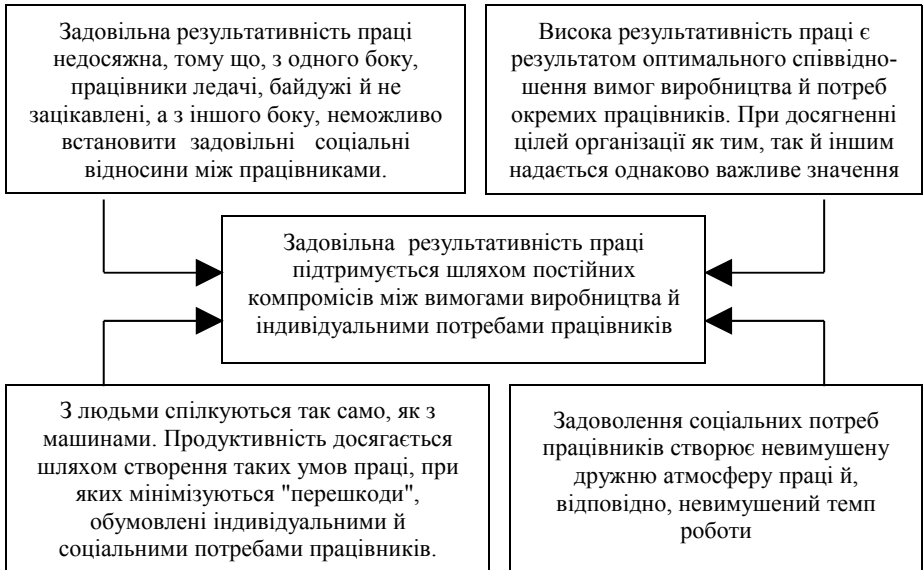 Задовільна результативність праці
недосяжна, тому що, з одного боку,
працівники ледачі, байдужі й не
зацікавлені, а з іншого боку, неможливо
встановити задовільні соціальні
відносини між працівниками.
Висока результативність праці є
результатом оптимального співвідно-
шення вимог виробництва й потреб
окремих працівників. При досягненні
цілей організації як тим, так й іншим
надається однаково важливе значення
Задовільна результативність праці
підтримується шляхом постійних
компромісів між вимогами виробництва й
індивідуальними потребами працівників
З людьми спілкуються так само, як з
машинами. Продуктивність досягається
шляхом створення таких умов праці, при
яких мінімізуються "перешкоди",
обумовлені індивідуальними й
соціальними потребами працівників.
Задоволення соціальних потреб
працівників створює невимушену
дружню атмосферу праці й,
відповідно, невимушений темп
роботи